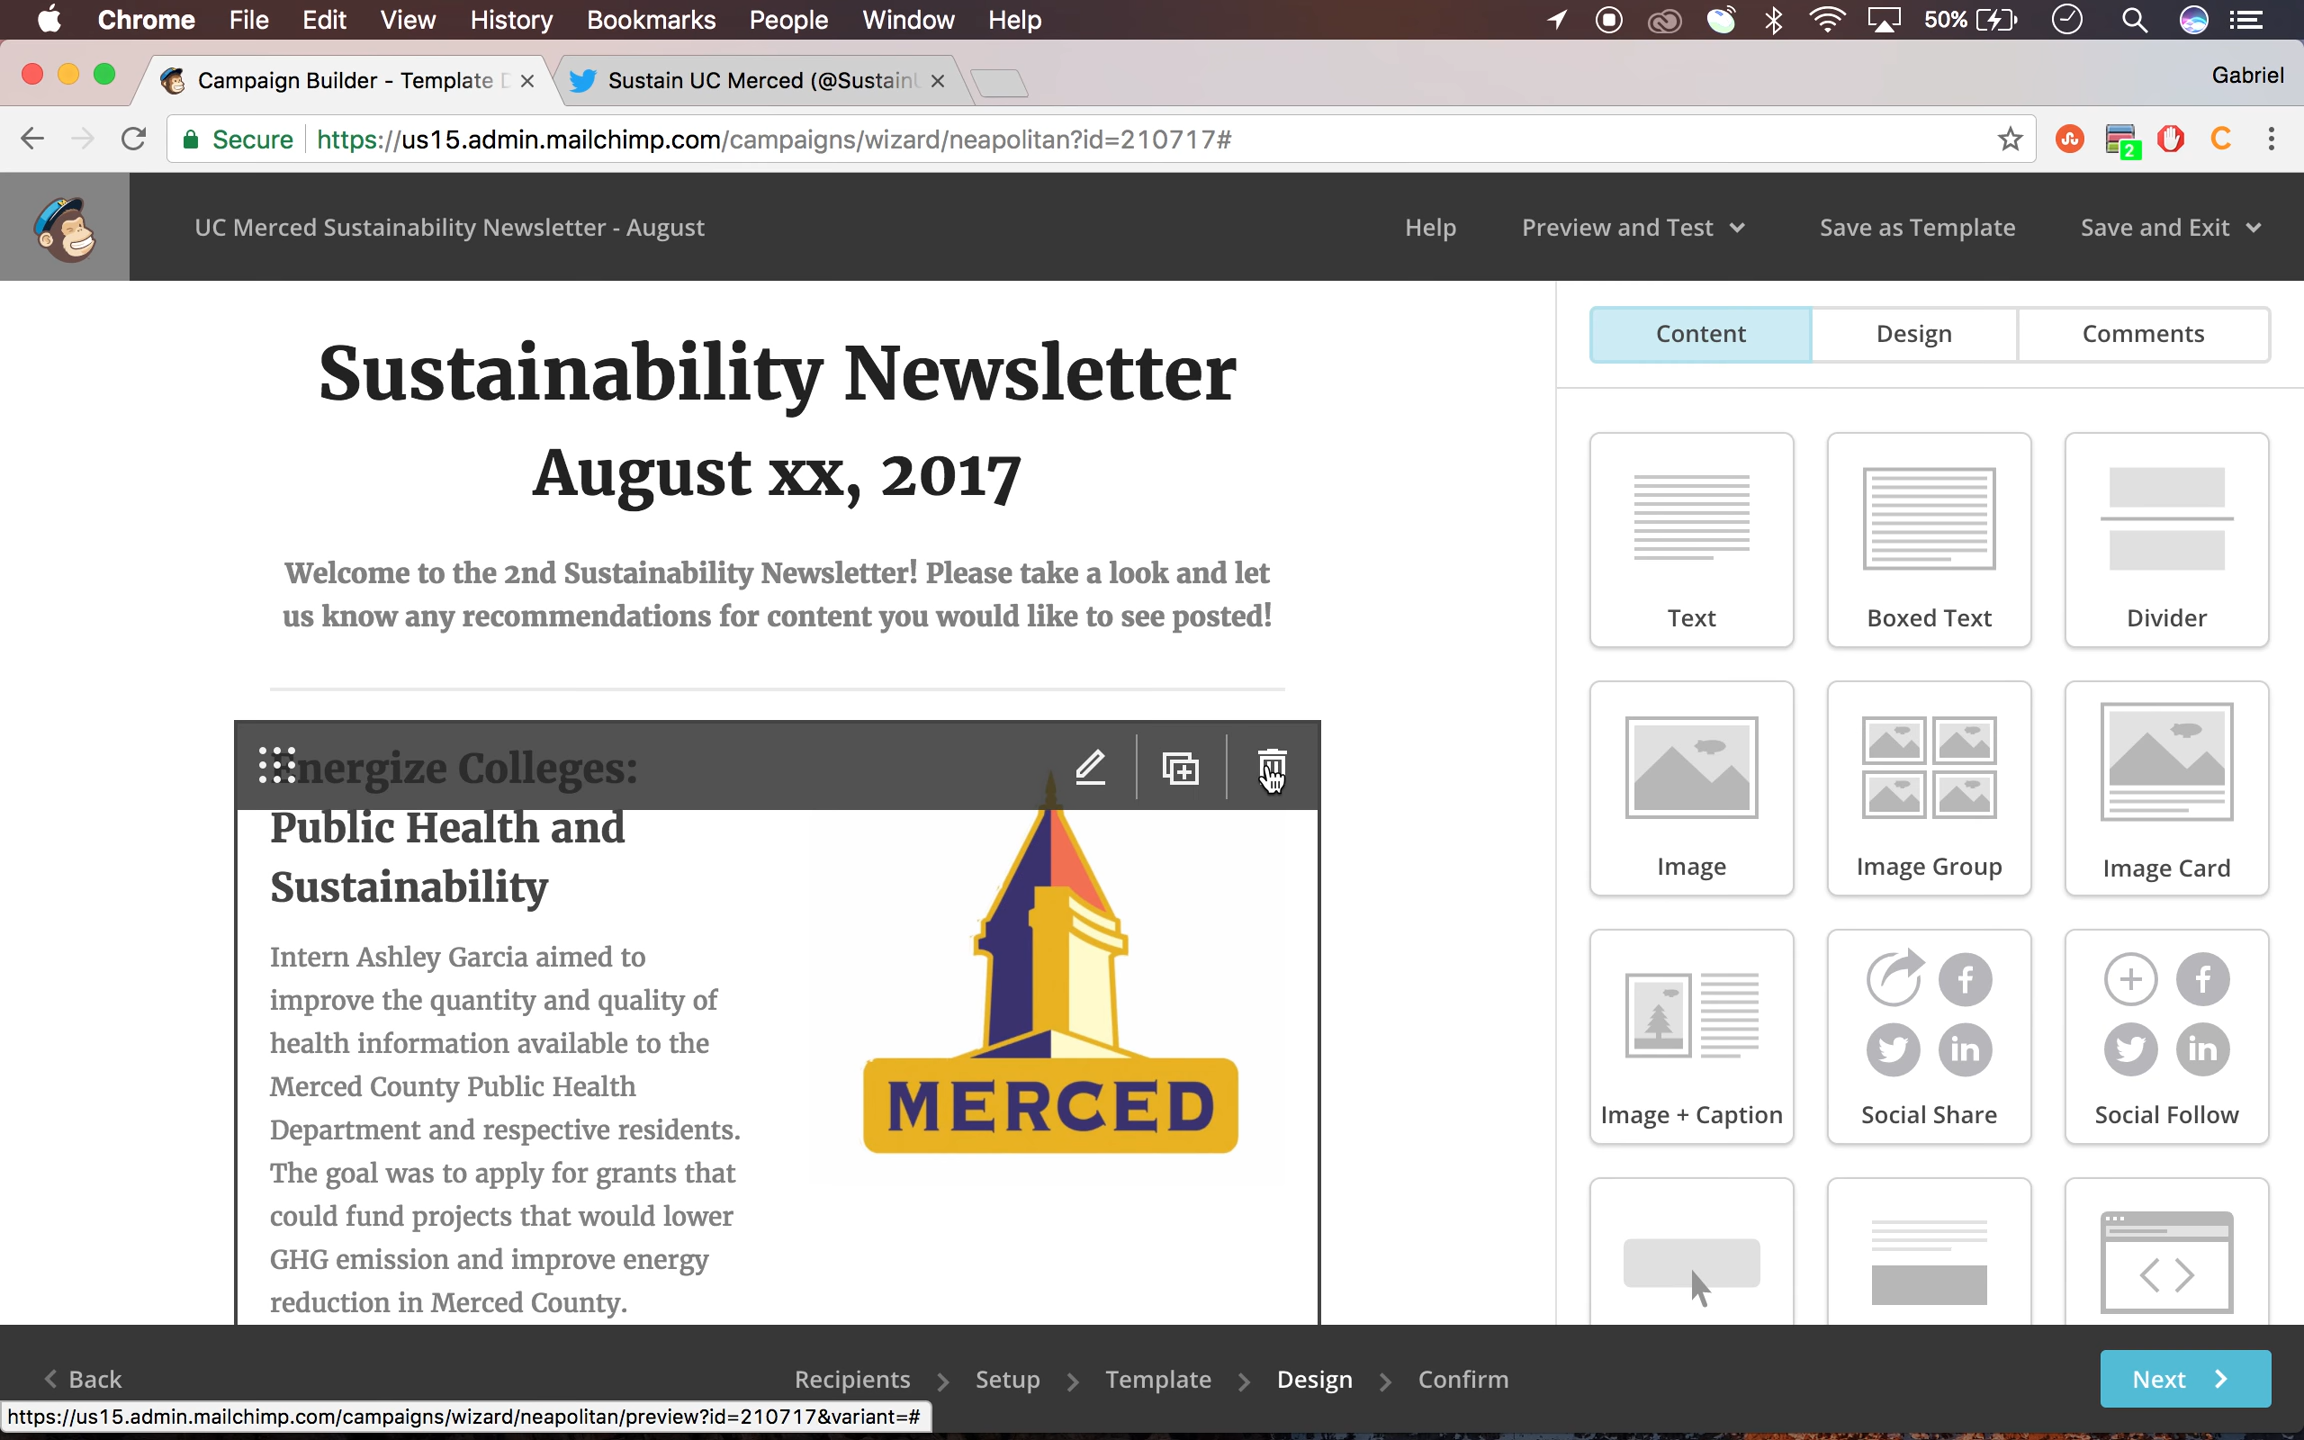 Chrome File Edit View History Bookmarks People Window Help 50%
Campaign Builder - Template Sustain UC Merced (@Sustain Gabriel
Secure https://us15.admin.mailchimp.com/campaigns/wizard/neapolitan?id=210717#
2
C
UC Merced Sustainability Newsletter - August Help Preview and Test Save as Template Save and Exit
Sustainability Newsletter
August xx, 2017
Welcome to the 2nd Sustainability Newsletter! Please take a look and let
us know any recommendations for content you would like to see posted!
Energize Colleges:
Public Health and
Sustainability
Intern Ashley Garcia aimed to
improve the quantity and quality of
health information available to the
Merced County Public Health
Department and respective residents.
The goal was to apply for grants that
could fund projects that would lower
GHG emission and improve energy
reduction in Merced County.
MERCED
Content Design Comments
Text Boxed Text Divider
Image Image Group Image Card
Image + Caption Social Share Social Follow
Back Recipients Setup Template Design Confirm Next
https://us15.admin.mailchimp.com/campaigns/wizard/neapolitan/preview?id=210717&variant=#